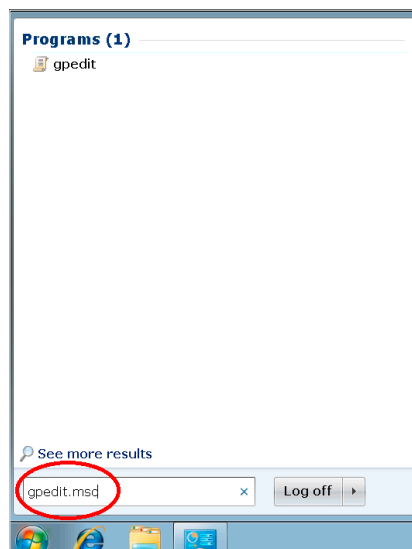 Programs (1)
gpedit
See more results
gpedit.msc
Log off